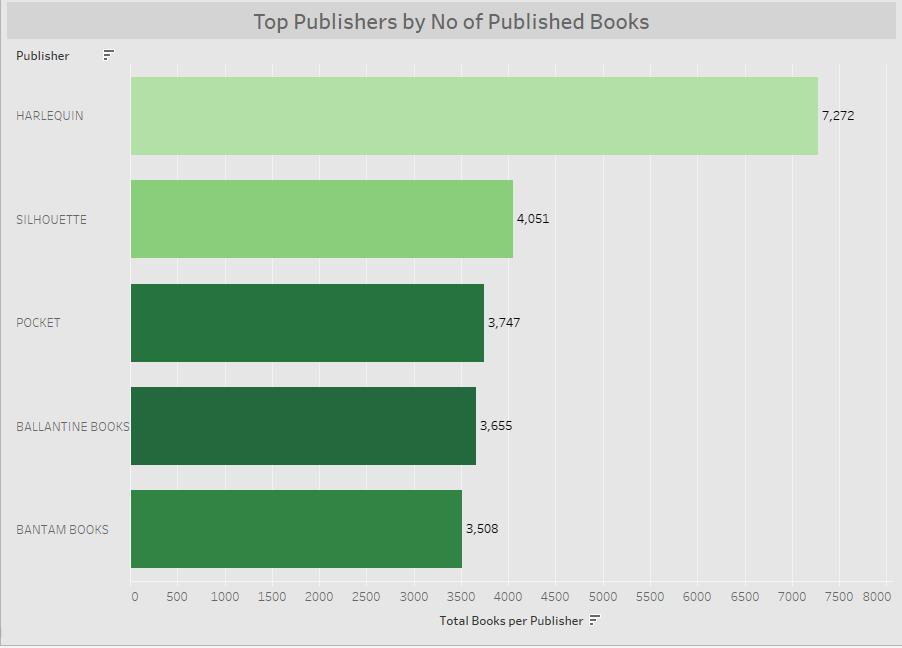 Top Publishers by No of Published Books
Publisher
HARLEQUIN 7,272
SILHOUETTE 4,051
POCKET 3,747
BALLANTINE BOOKS 3,655
BANTAM BOOKS 3,508
0 500 1000 1500 2000 2500 3000 3500 4000 4500 5000 5500 6000 6500 7000 7500 8000
Total Books per Publisher